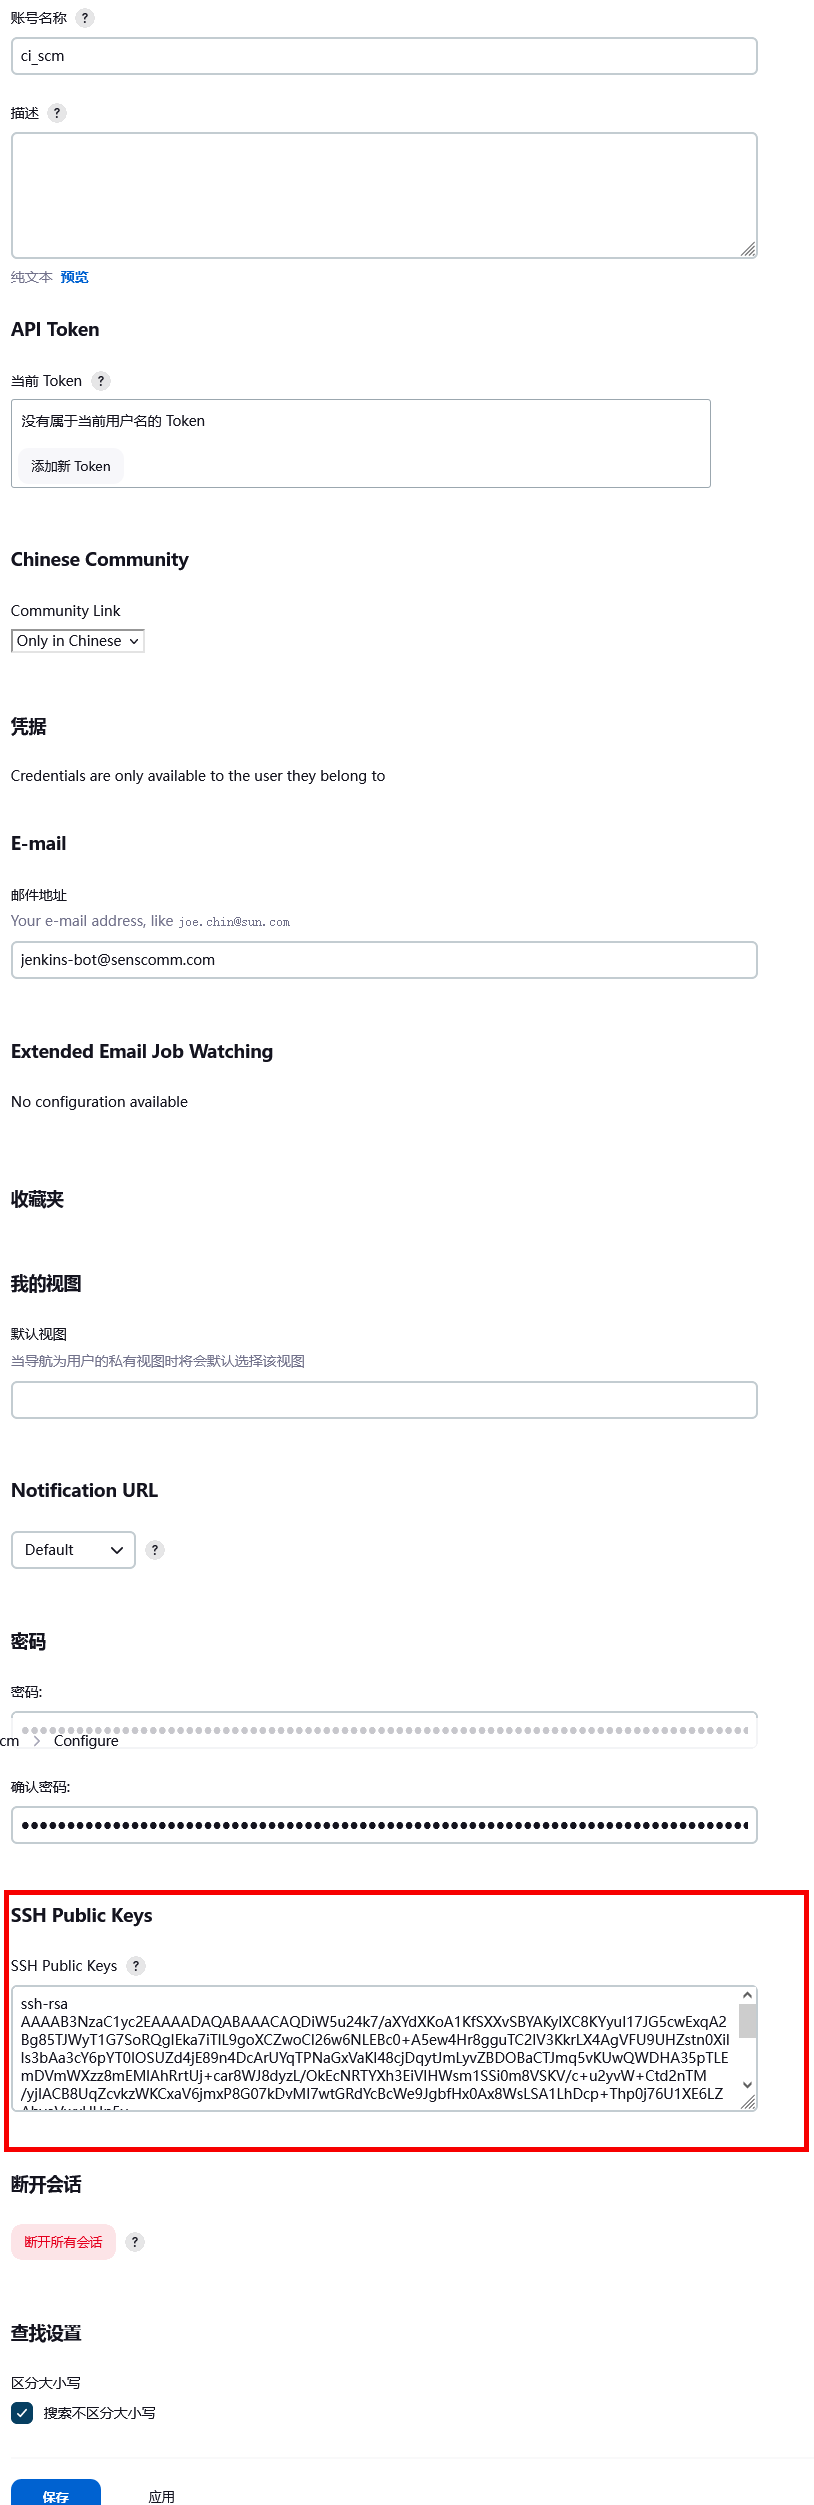 账号名称 ?
ci_scm
描述 ?
纯文本 预览
API Token
当前 Token ?
没有属于当前用户名的 Token
添加新 Token
Chinese Community
Community Link
Only in Chinese
凭据
Credentials are only available to the user they belong to
E-mail
邮件地址
Your e-mail address, like joe.chin@sun.com
jenkins-bot@senscomm.com
Extended Email Job Watching
No configuration available
收藏夹
我的视图
默认视图
当导航为用户的私有视图时将会默认选择该视图
Notification URL
Default ?
密码
密码:
cm > Configure
确认密码:
SSH Public Keys
SSH Public Keys ?
ssh-rsa
AAAAB3NzaC1yc2EAAAADAQABAAACAQDiW5u24k7/aXYdXKoA1KfSXXvSBYAKyIXC8KYyuI17JG5cwExqA2
Bg85TJWyT1G7SoRQgIEka7iTlL9goXCZwoCI26w6NLEBc0+A5ew4Hr8gguTC2IV3KkrLX4AgVFU9UHZstn0Xil
Is3bAa3cY6pYT0IOSUZd4jE89n4DcArUYqTPNaGxVaKI48cjDqytJmLyvZBDOBaCTJmq5vKUwQWDHA35pTLE
mDVmWXzz8mEMIAhRrtUj+car8WJ8dyzL/OkEcNRTYXh3EiVIHWsm1SSi0m8VSKV/c+u2yvW+Ctd2nTM
/yjIACB8UqZcvkzWKCxaV6jmxP8G07kDvMI7wtGRdYcBcWe9JgbfHx0Ax8WsLSA1LhDcp+Thp0j76U1XE6LZ
断开会话
断开所有会话 ?
查找设置
区分大小写
搜索不区分大小写
保存 应用